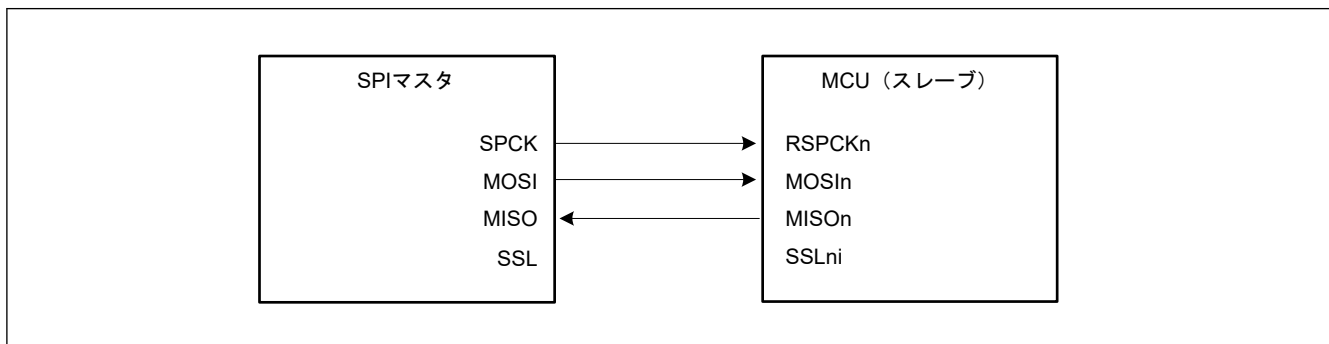 SPIマスタ
MCU（スレーブ）
SPCK
RSPCKn
MOSI
MOSIn
MISO
MISOn
SSL
SSLni